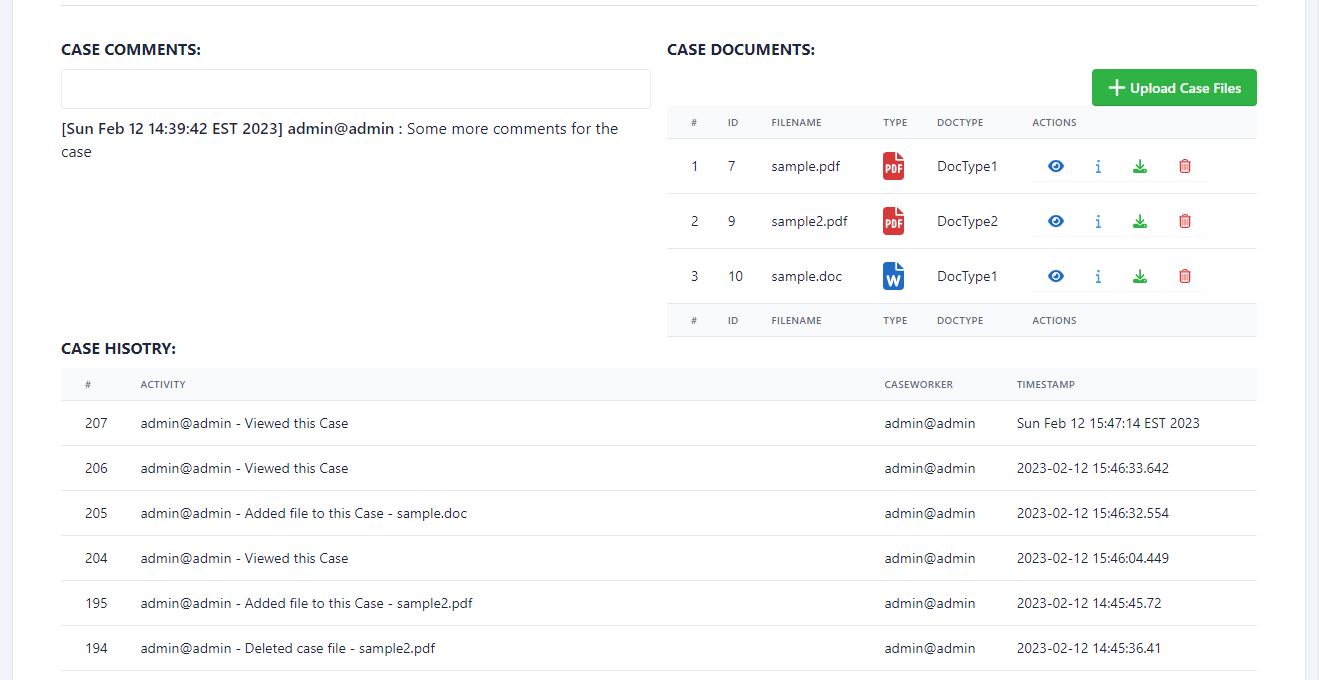 CASE COMMENTS:
[Sun Feb 12 14:39:42 EST 2023] admin@admin : Some more comments for the
case
CASE DOCUMENTS:
Upload Case Files
# ID FILENAME TYPE DOCTYPE ACTIONS
1 7 sample.pdf PDF DocType1
2 9 sample2.pdf PDF DocType2
3 10 sample.doc W DocType1
# ID FILENAME TYPE DOCTYPE ACTIONS
CASE HISOTRY:
# ACTIVITY CASEWORKER TIMESTAMP
207 admin@admin - Viewed this Case admin@admin Sun Feb 12 15:47:14 EST 2023
206 admin@admin - Viewed this Case admin@admin 2023-02-12 15:46:33.642
205 admin@admin - Added file to this Case - sample.doc admin@admin 2023-02-12 15:46:32.554
204 admin@admin - Viewed this Case admin@admin 2023-02-12 15:46:04.449
195 admin@admin - Added file to this Case - sample2.pdf admin@admin 2023-02-12 14:45:45.72
194 admin@admin - Deleted case file - sample2.pdf admin@admin 2023-02-12 14:45:36.41